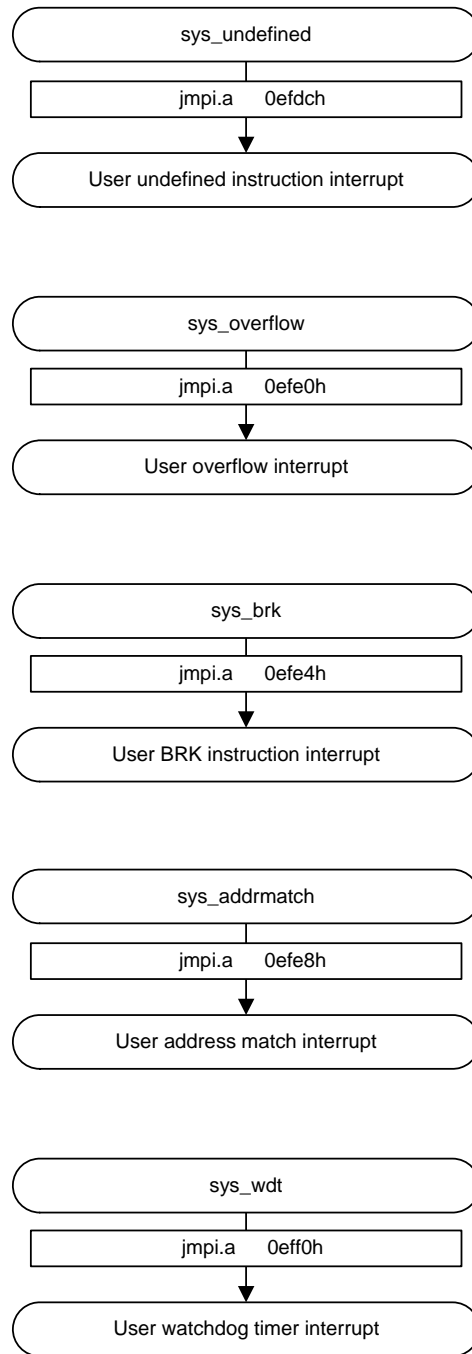 sys_undefined
jmpi.a 0efdch
User undefined instruction interrupt
sys_overflow
jmpi.a 0efe0h
User overflow interrupt
sys_brk
jmpi.a 0efe4h
User BRK instruction interrupt
sys_addrmatch
jmpi.a 0efe8h
User address match interrupt
sys_wdt
jmpi.a 0eff0h
User watchdog timer interrupt